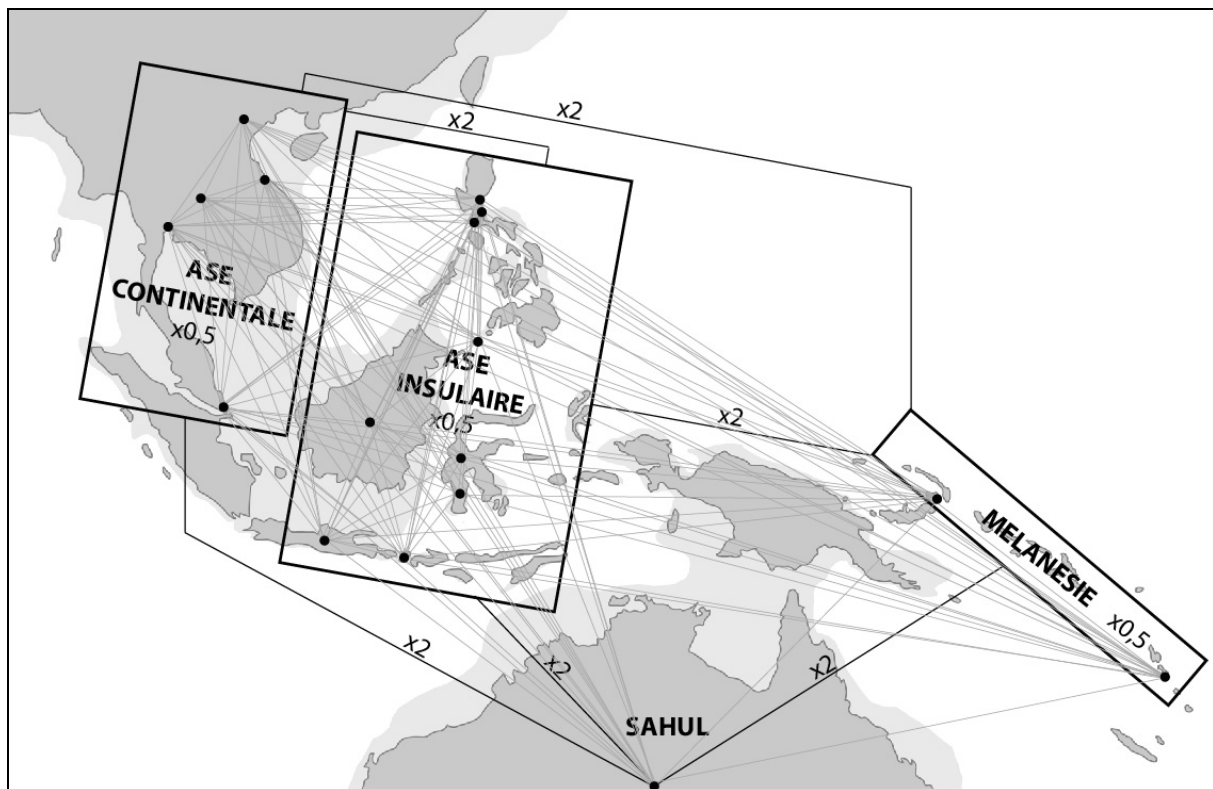 x2
x2
ASE
CONTINENTALE
x0,5
ASE
INSULAIRE
x0,5
x2
MELANESIE
x0,5
x2
x2
x2
SAHUL